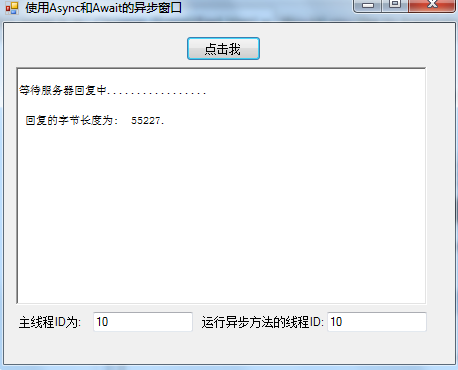 使用Async和Await的异步窗口
点击我
等待服务器回复中.................
回复的字节长度为:  55227.
主线程ID为: 10 运行异步方法的线程ID: 10